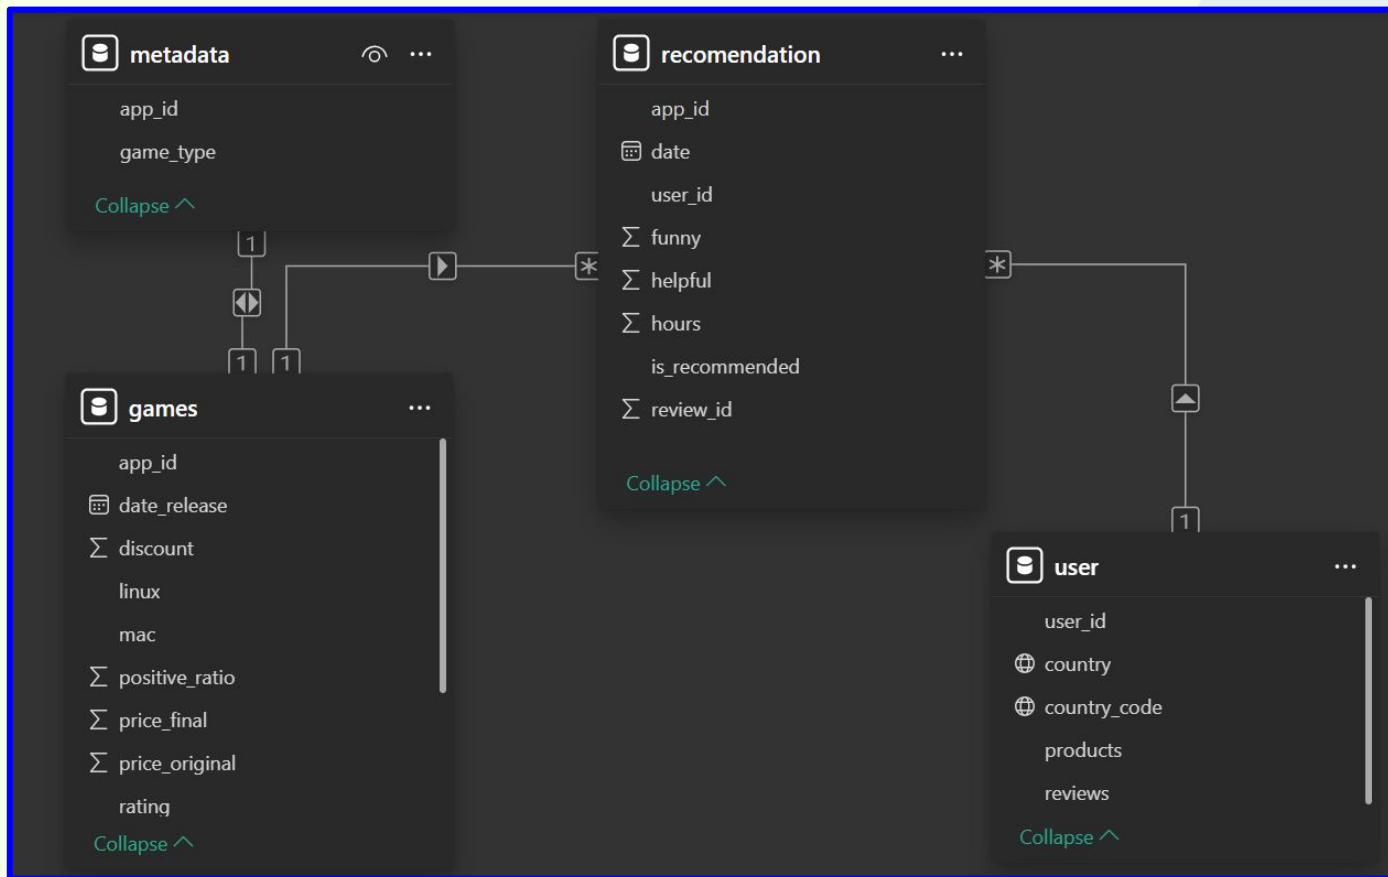 metadata
app_id
game_type
Collapse
1
1
1
*
games
app_id
date_release
Σ discount
linux
mac
Σ positive_ratio
Σ price_final
Σ price_original
rating
Collapse
recomendation
app_id
date
user_id
Σ funny
Σ helpful
Σ hours
is_recommended
Σ review_id
Collapse
*
1
user
user_id
country
country_code
products
reviews
Collapse